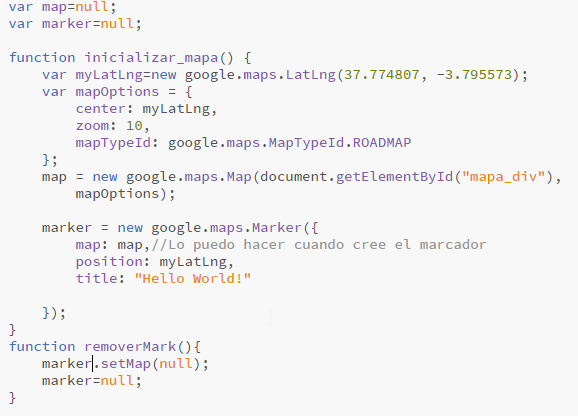 var map=null;
var marker=null;

function inicializar_mapa() {
    var myLatLng=new google.maps.LatLng(37.774807, -3.795573);
    var mapOptions = {
        center: myLatLng,
        zoom: 10,
        mapTypeId: google.maps.MapTypeId.ROADMAP
    };
    map = new google.maps.Map(document.getElementById("mapa_div"),
        mapOptions);

    marker = new google.maps.Marker({
        map: map,//Lo puedo hacer cuando cree el marcador
        position: myLatLng,
        title: "Hello World!"

    });
}
function removerMark(){
    marker.setMap(null);
    marker=null;
}